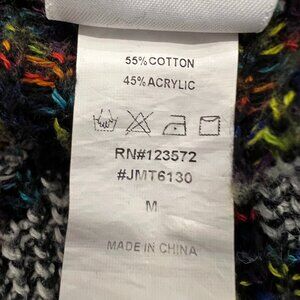 55% COTTON
45% ACRYLIC
RN#123572
#JMT6130
M
MADE IN CHINA